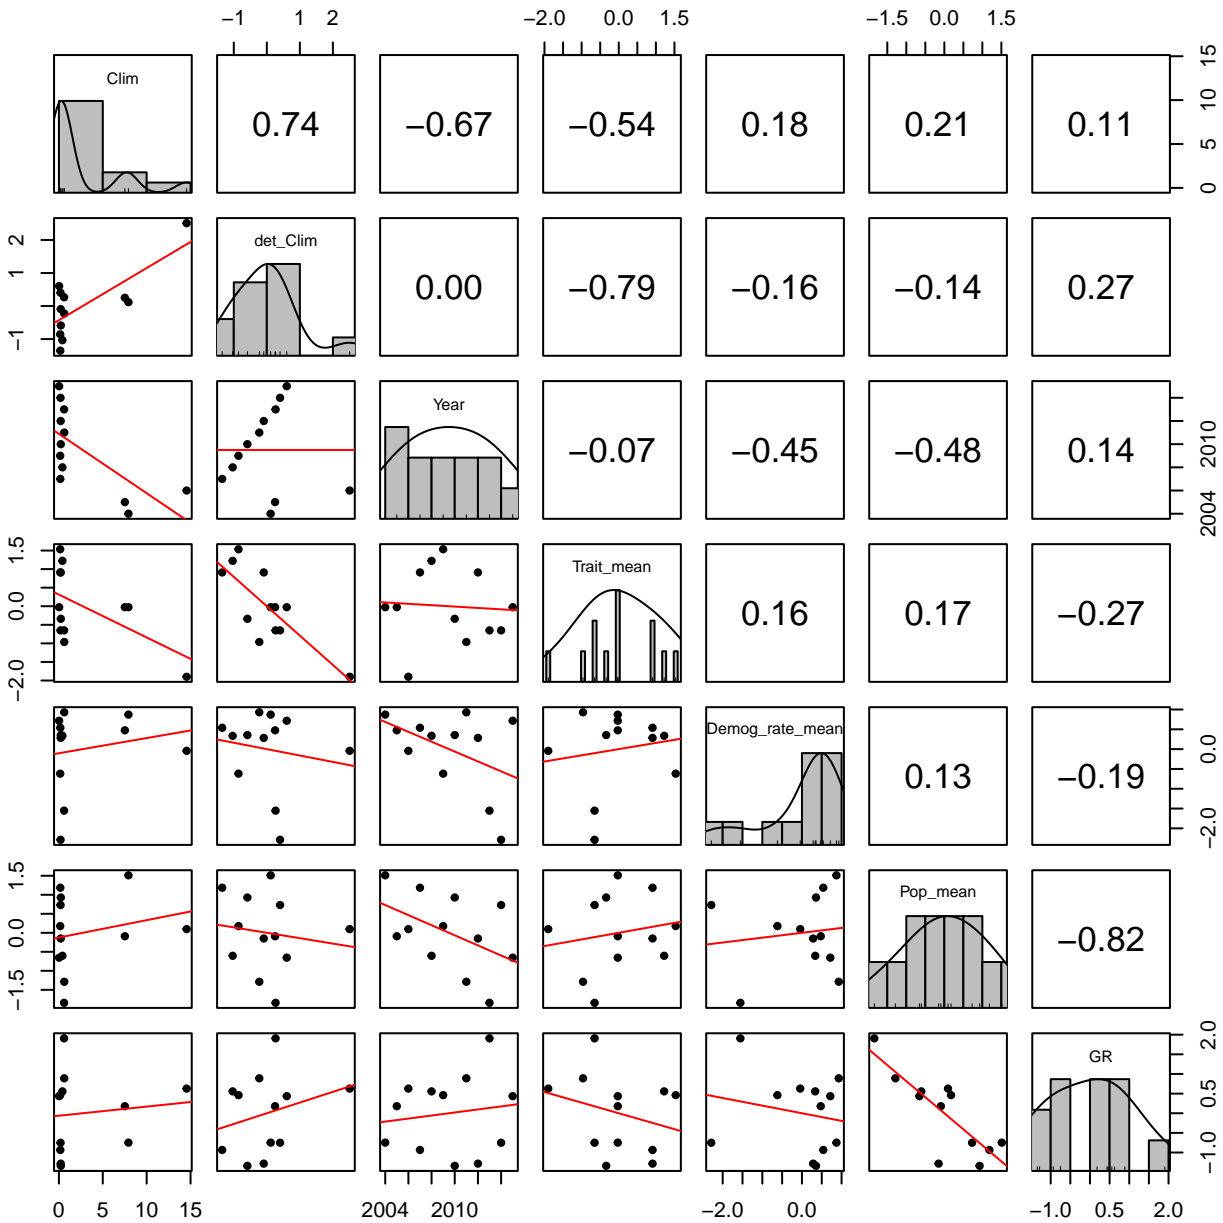 −1 1 2 −2.0 0.0 1.5 −1.5 0.0 1.5
Clim 0.74 −0.67 −0.54 0.18 0.21 0.11
0 5 10 15
−1 1 2
det_Clim 0.00 −0.79 −0.16 −0.14 0.27
Year −0.07 −0.45 −0.48 0.14
2004 2010
−2.0 0.0 1.5
Trait_mean 0.16 0.17 −0.27
Demog_rate_mean 0.13 −0.19
−2.0 0.0
−1.5 0.0 1.5
Pop_mean −0.82
GR
−1.0 0.5 2.0
0 5 10 15 2004 2010 −2.0 0.0 −1.0 0.5 2.0